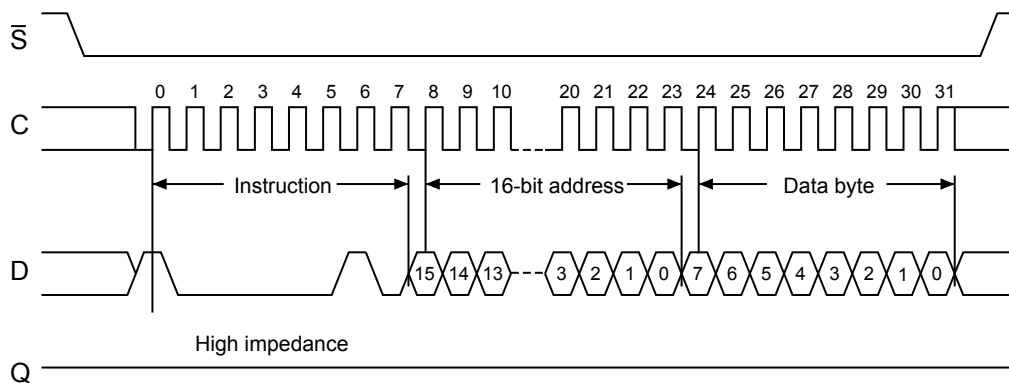 S̅
0 1 2 3 4 5 6 7 8 9 10 20 21 22 23 24 25 26 27 28 29 30 31
C
Instruction 16-bit address Data byte
D 15 14 13 3 2 1 0 7 6 5 4 3 2 1 0
High impedance
Q